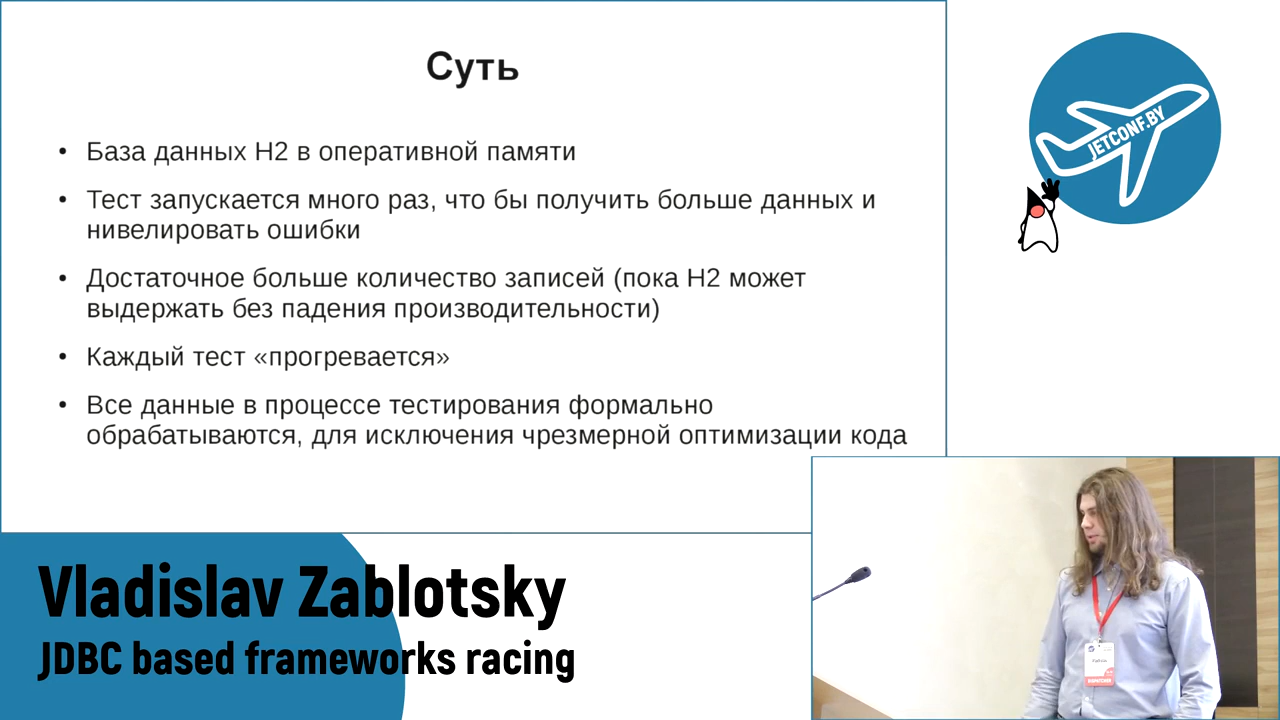 Суть
• База данных H2 в оперативной памяти
• Тест запускается много раз, что бы получить больше данных и
нивелировать ошибки
• Достаточное больше количество записей (пока H2 может
выдержать без падения производительности)
• Каждый тест «прогревается»
• Все данные в процессе тестирования формально
обрабатываются, для исключения чрезмерной оптимизации кода
JETCONF.BY
Vladislav Zablotsky
JDBC based frameworks racing